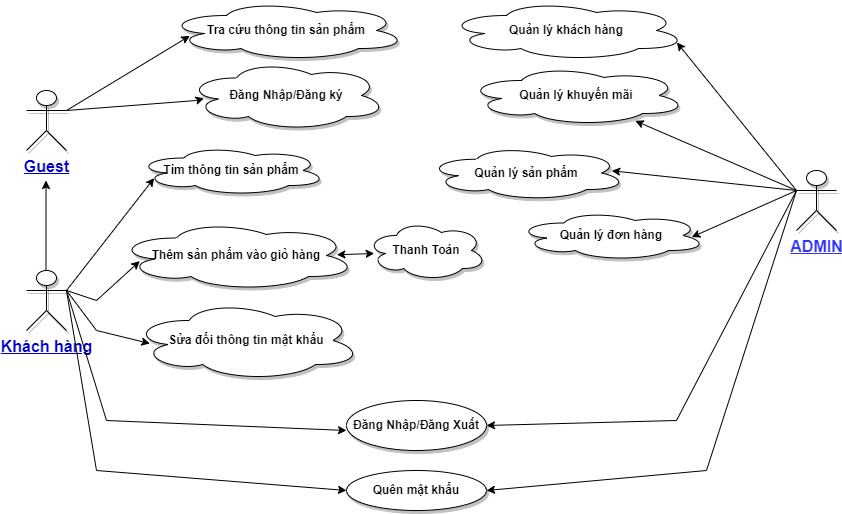 Tra cứu thông tin sản phẩm
Quản lý khách hàng
Đăng Nhập/Đăng ký
Quản lý khuyến mãi
Guest
Tìm thông tin sản phẩm
Quản lý sản phẩm
Quản lý đơn hàng
ADMIN
Thêm sản phẩm vào giỏ hàng
Thanh Toán
Khách hàng
Sửa đổi thông tin mật khẩu
Đăng Nhập/Đăng Xuất
Quên mật khẩu